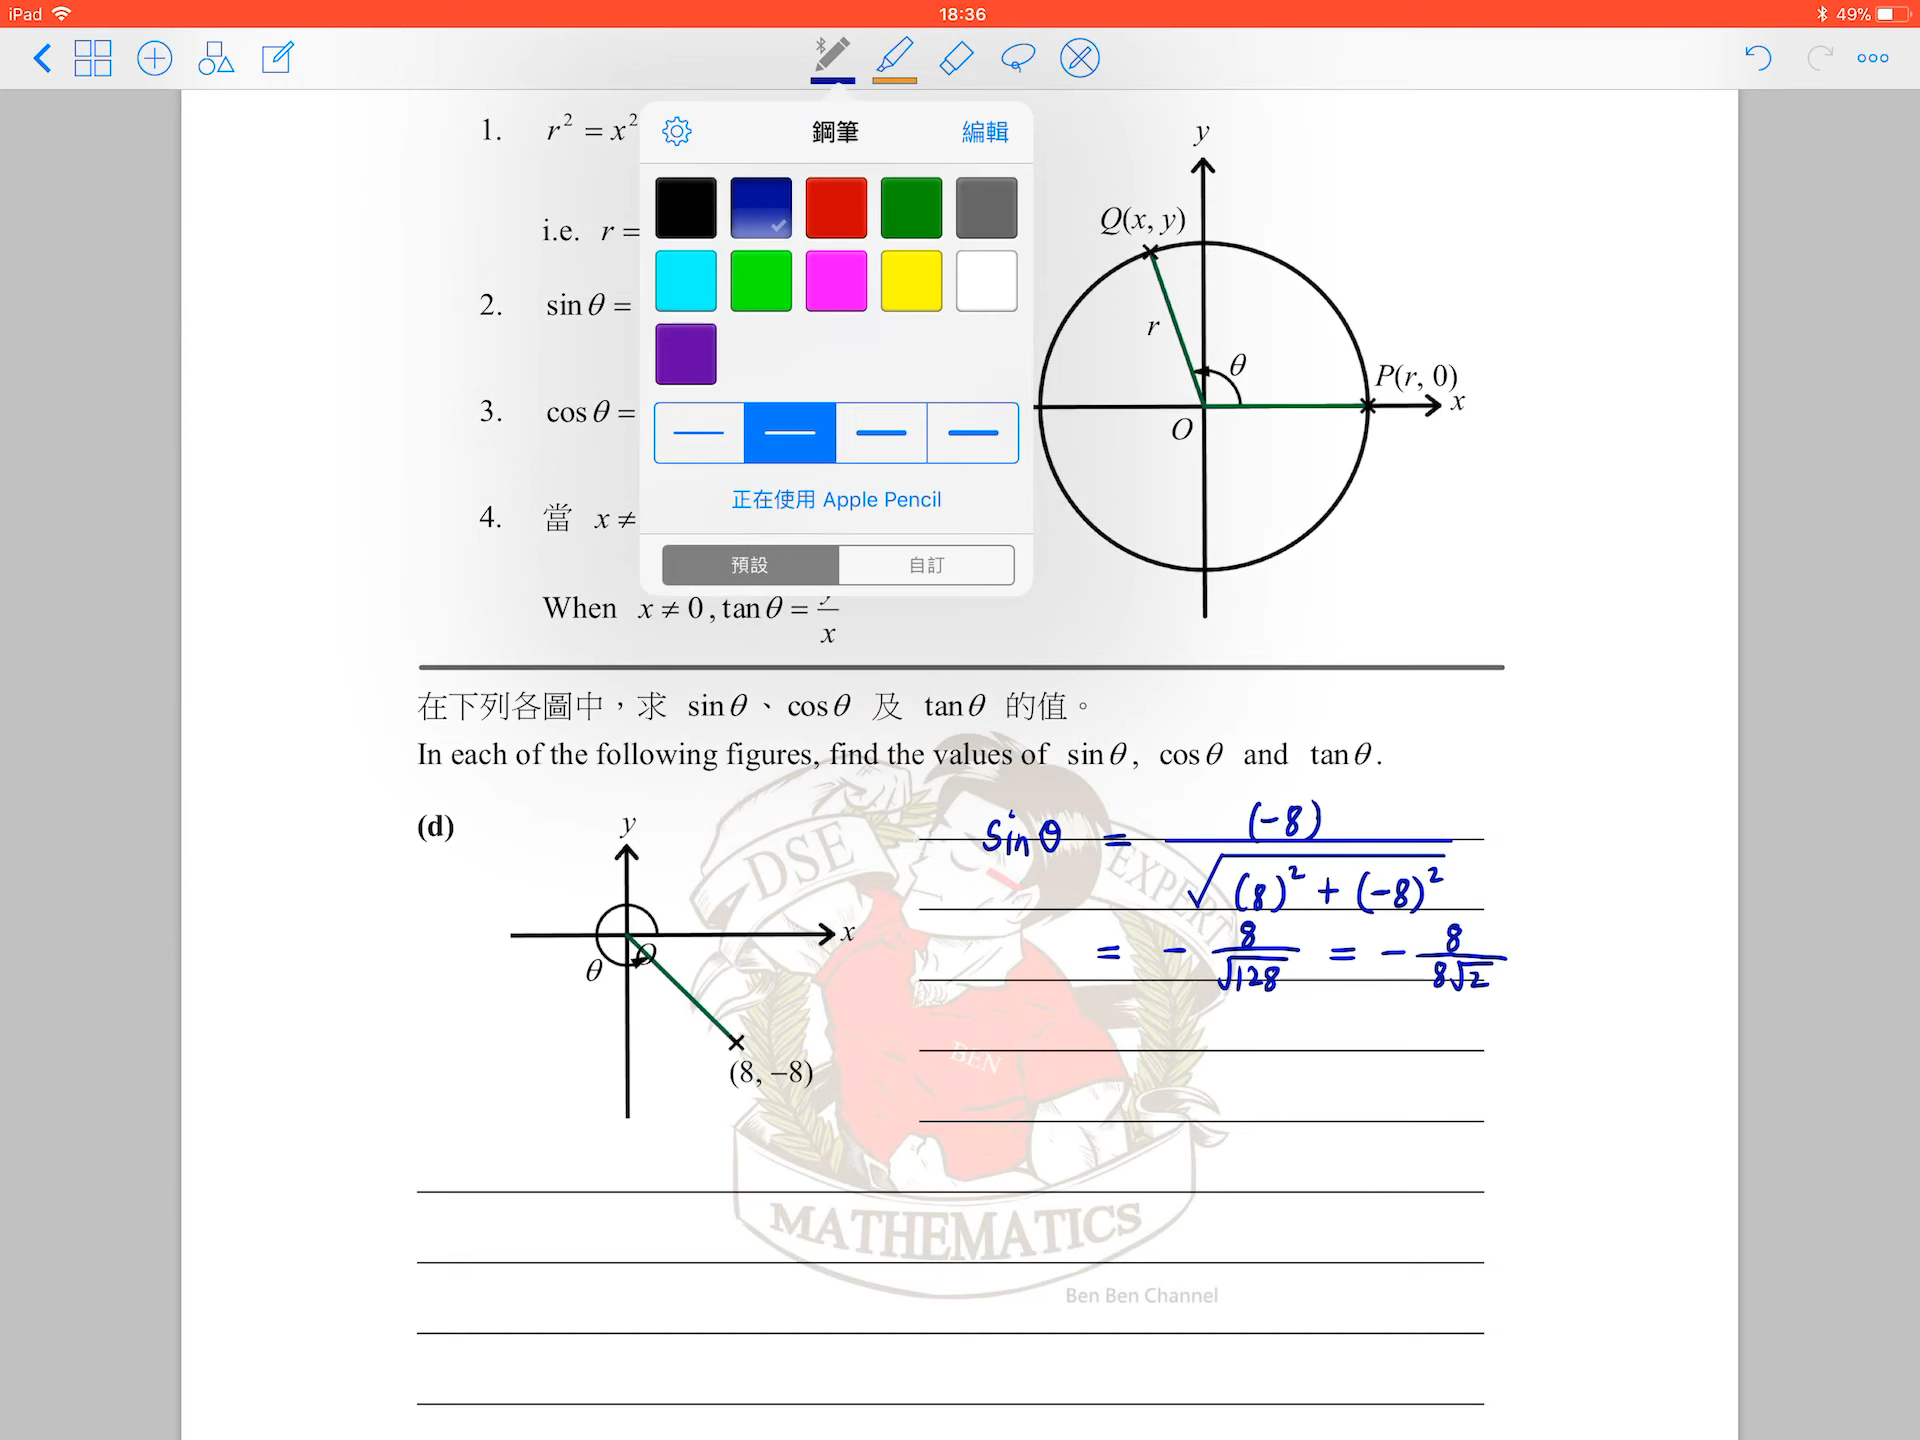 iPad 18:36 49%
鋼筆 編輯
正在使用 Apple Pencil
預設 自訂
1. r² = x²
i.e. r =
2. sin θ =
3. cos θ =
4. 當 x ≠
When x ≠ 0, tan θ = y/x
y
Q(x, y)
r
θ
P(r, 0)
x
O
在下列各圖中，求 sin θ、cos θ 及 tan θ 的值。
In each of the following figures, find the values of sin θ, cos θ and tan θ.
(d)
y
x
O
θ
(8, –8)
sin θ = (-8) / √((8)² + (-8)²)
= - 8/√128 = - 8/8√2
DSE EXPERT
BEN
MATHEMATICS
Ben Ben Channel